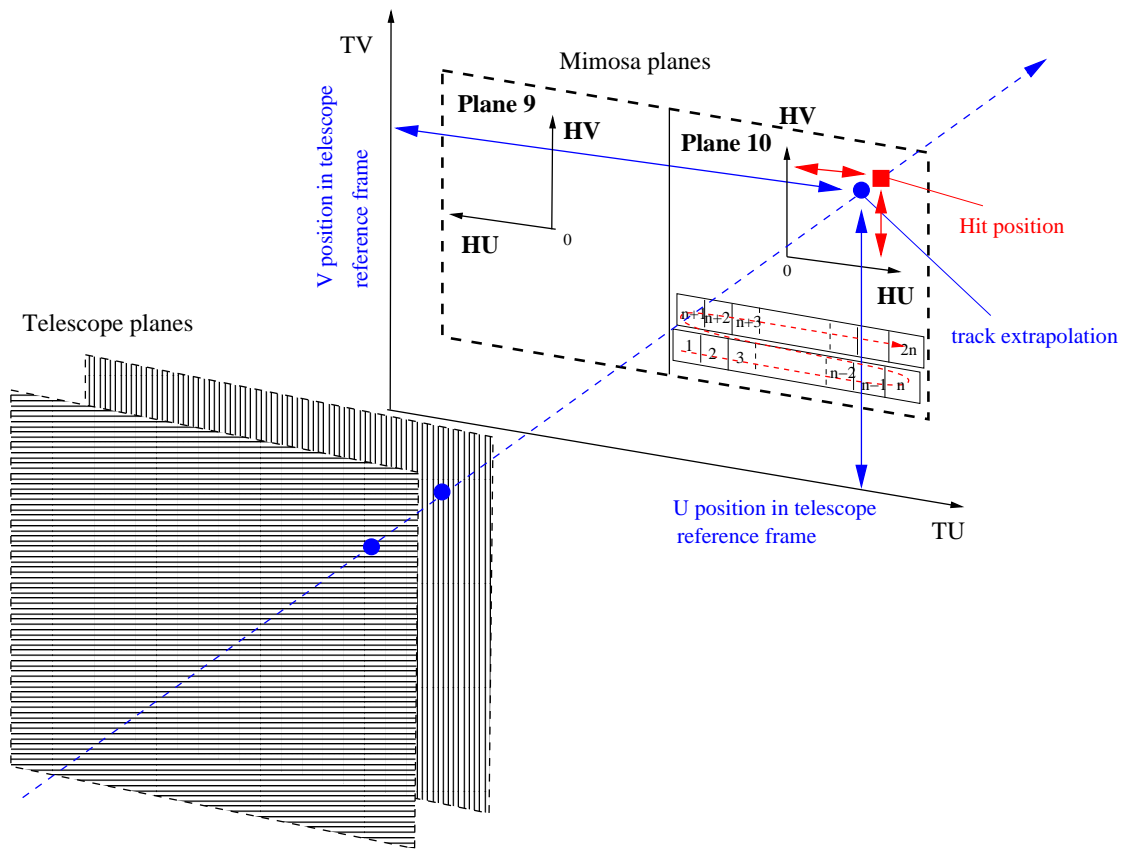 TV
Mimosa planes
Plane 9
HV
HV
Plane 10
V position in telescope
reference frame
HU
0
Hit position
0
HU
Telescope planes
n+1 n+2 n+3
2n
track extrapolation
1 2 3
n−2 n−1 n
U position in telescope
reference frame
TU